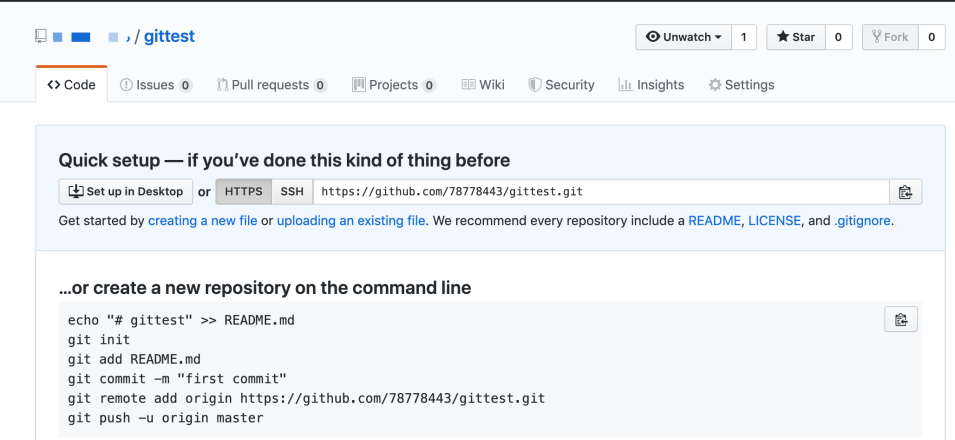 / gittest
Unwatch 1 Star 0 Fork 0
<> Code Issues 0 Pull requests 0 Projects 0 Wiki Security Insights Settings
Quick setup — if you’ve done this kind of thing before
Set up in Desktop or HTTPS SSH https://github.com/78778443/gittest.git
Get started by creating a new file or uploading an existing file. We recommend every repository include a README, LICENSE, and .gitignore.
…or create a new repository on the command line
echo "# gittest" >> README.md
git init
git add README.md
git commit -m "first commit"
git remote add origin https://github.com/78778443/gittest.git
git push -u origin master